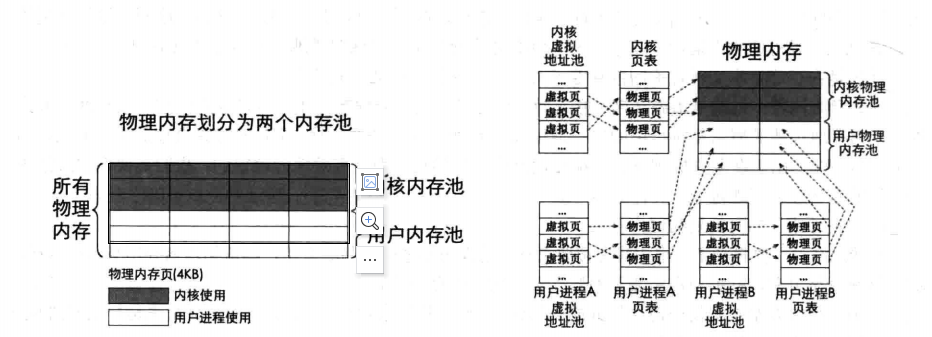 物理内存划分为两个内存池
所有
物理
内存
核内存池
用户内存池
物理内存页(4KB)
内核使用
用户进程使用
内核
虚拟
地址池
...
虚拟页
虚拟页
虚拟页
...
内核
页表
...
物理页
物理页
物理页
...
物理内存
内核物理
内存池
用户物理
内存池
...
虚拟页
虚拟页
虚拟页
...
用户进程A
虚拟
地址池
...
物理页
物理页
物理页
...
用户进程A
页表
...
虚拟页
虚拟页
虚拟页
...
用户进程B
虚拟
地址池
...
物理页
物理页
物理页
...
用户进程B
页表